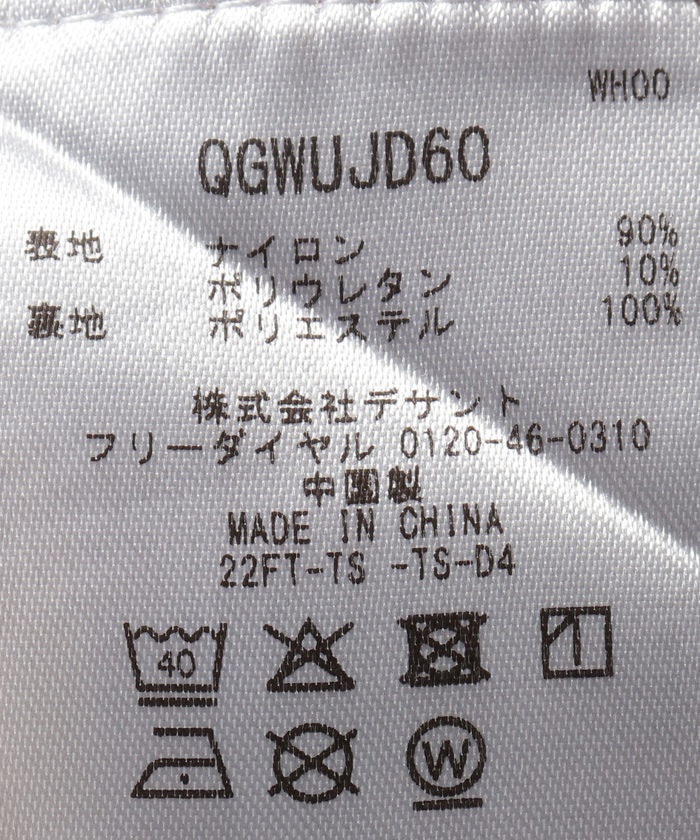 WH00
QGWUJD60
表地 ナイロン 90%
ポリウレタン 10%
裏地 ポリエステル 100%
株式会社デサント
フリーダイヤル 0120-46-0310
中国製
MADE IN CHINA
22FT-TS -TS-D4
40
W